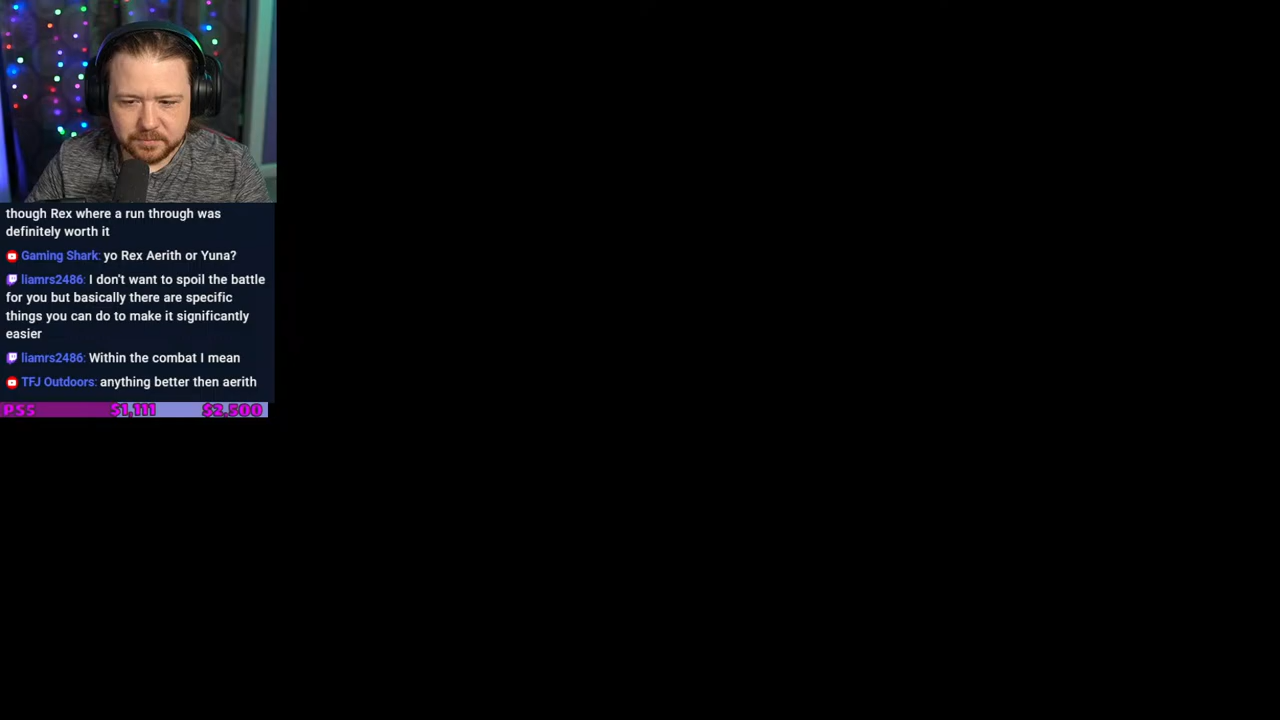 though Rex where a run through was
definitely worth it
Gaming Shark: yo Rex Aerith or Yuna?
liamrs2486: I don't want to spoil the battle
for you but basically there are specific
things you can do to make it significantly
easier
liamrs2486: Within the combat I mean
TFJ Outdoors: anything better then aerith
PS5 $1,111 $2,500